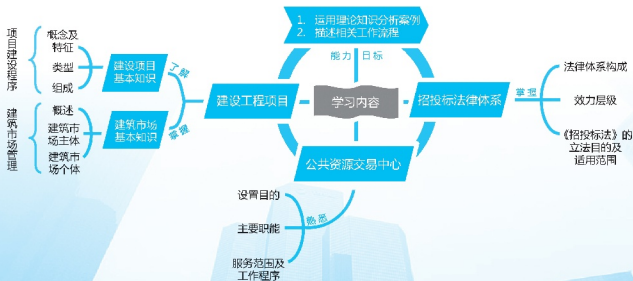 1. 运用理论知识分析案例
2. 描述相关工作流程
能力目标
学习内容
建设工程项目
了解
建设项目
基本知识
概念及
特征
类型
组成
项目建设程序
掌握
建筑市场
基本知识
概述
建筑市
场主体
建筑市
场个体
建筑市场管理
招投标法律体系
掌握
法律体系构成
效力层级
《招投标法》的
立法目的及
适用范围
公共资源交易中心
熟悉
设置目的
主要职能
服务范围及
工作程序